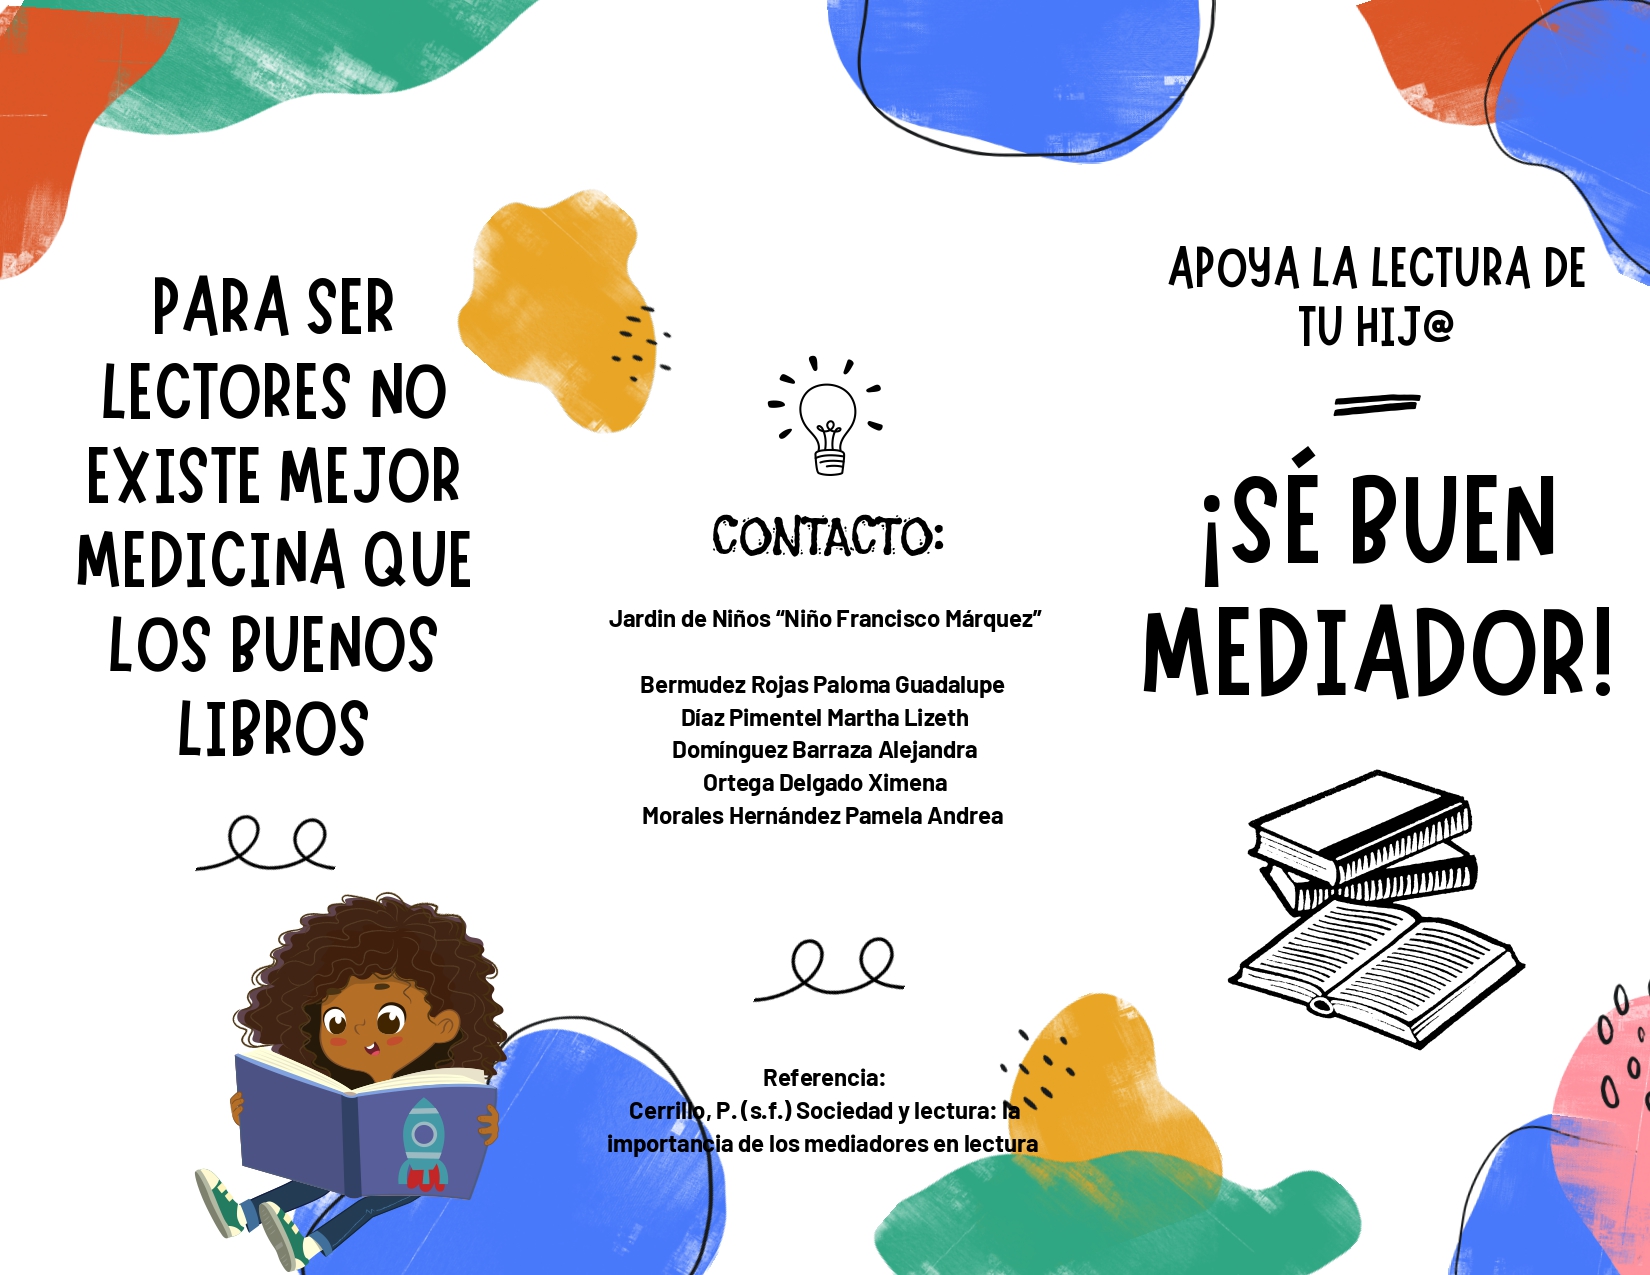 PARA SER
LECTORES NO
EXISTE MEJOR
MEDICINA QUE
LOS BUENOS
LIBROS
CONTACTO:
Jardin de Niños “Niño Francisco Márquez”
Bermudez Rojas Paloma Guadalupe
Díaz Pimentel Martha Lizeth
Domínguez Barraza Alejandra
Ortega Delgado Ximena
Morales Hernández Pamela Andrea
Referencia:
Cerrillo, P. (s.f.) Sociedad y lectura: la
importancia de los mediadores en lectura
APOYA LA LECTURA DE
TU HIJ@
¡SÉ BUEN
MEDIADOR!